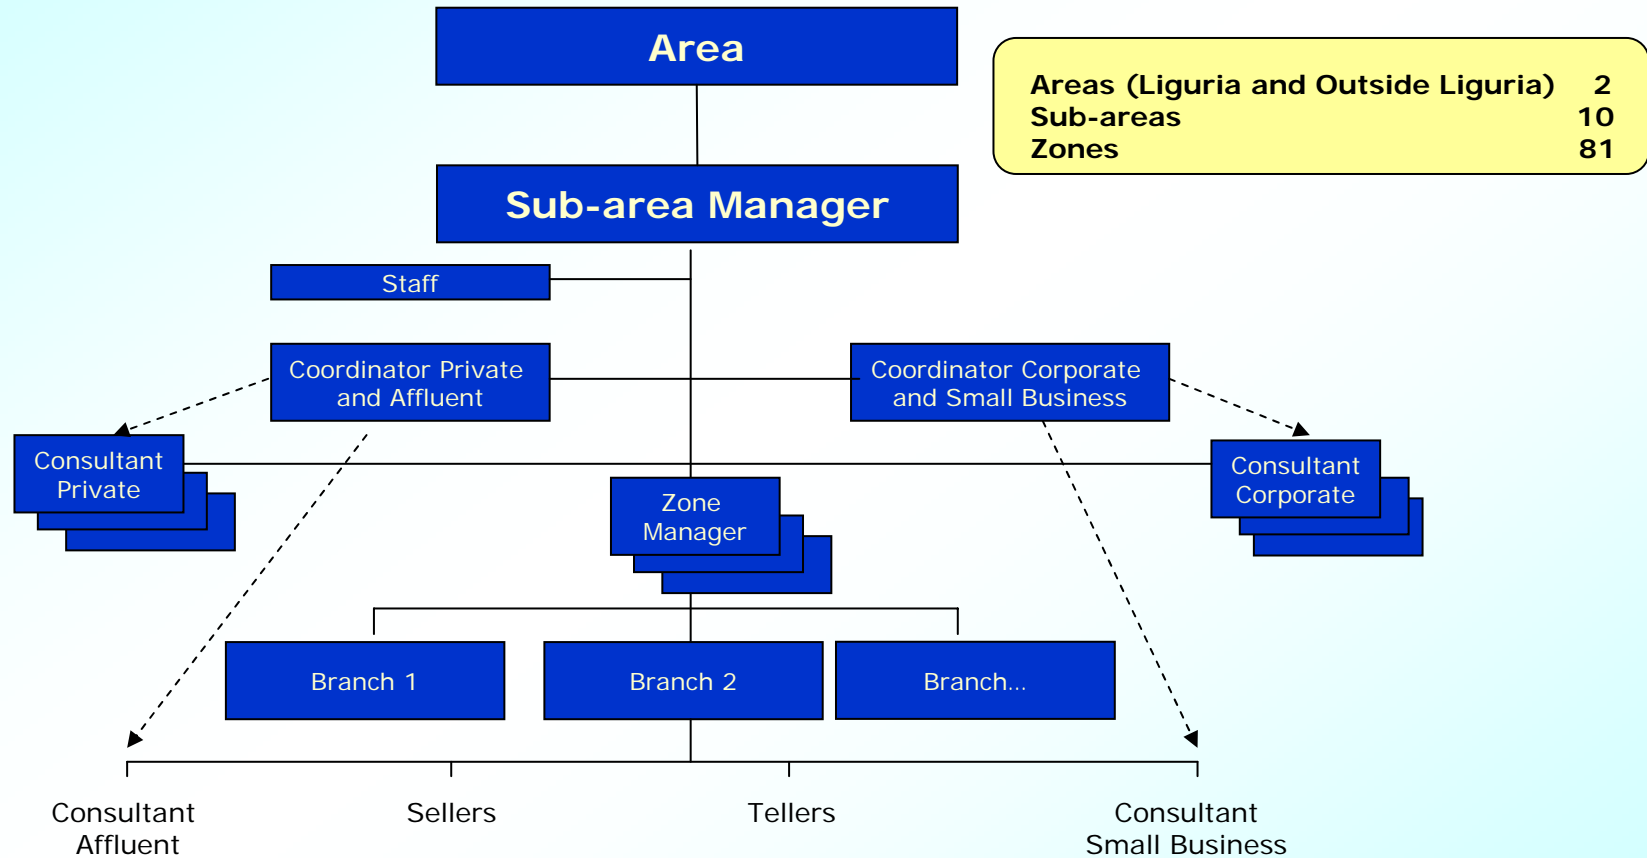 Area
Areas (Liguria and Outside Liguria) 2
Sub-areas 10
Zones 81
Sub-area Manager
Staff
Coordinator Private
and Affluent
Coordinator Corporate
and Small Business
Consultant
Private
Zone
Manager
Consultant
Corporate
Branch 1
Branch 2
Branch...
Consultant
Affluent
Sellers
Tellers
Consultant
Small Business